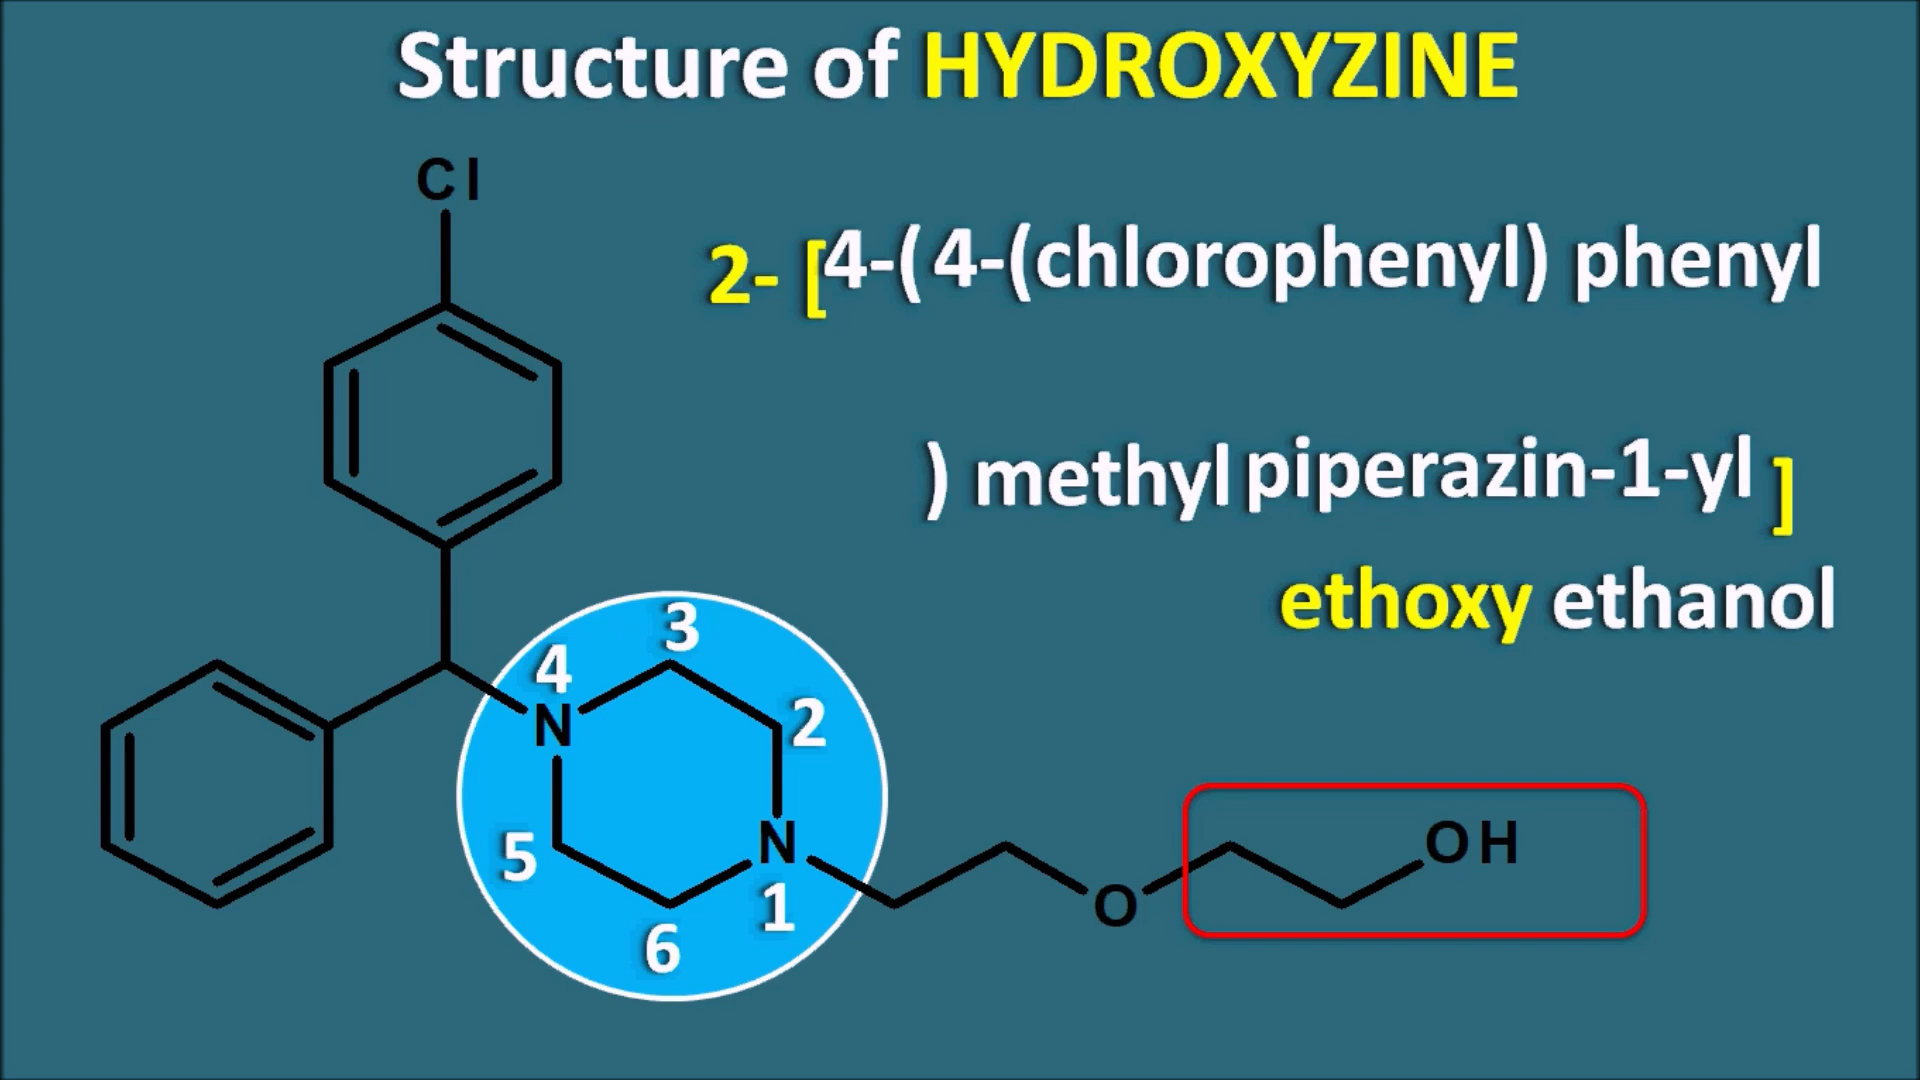 Structure of HYDROXYZINE
Cl
2- [4-(4-(chlorophenyl) phenyl
) methyl piperazin-1-yl ]
ethoxy ethanol
3
4
N
2
5
N
OH
1
O
6